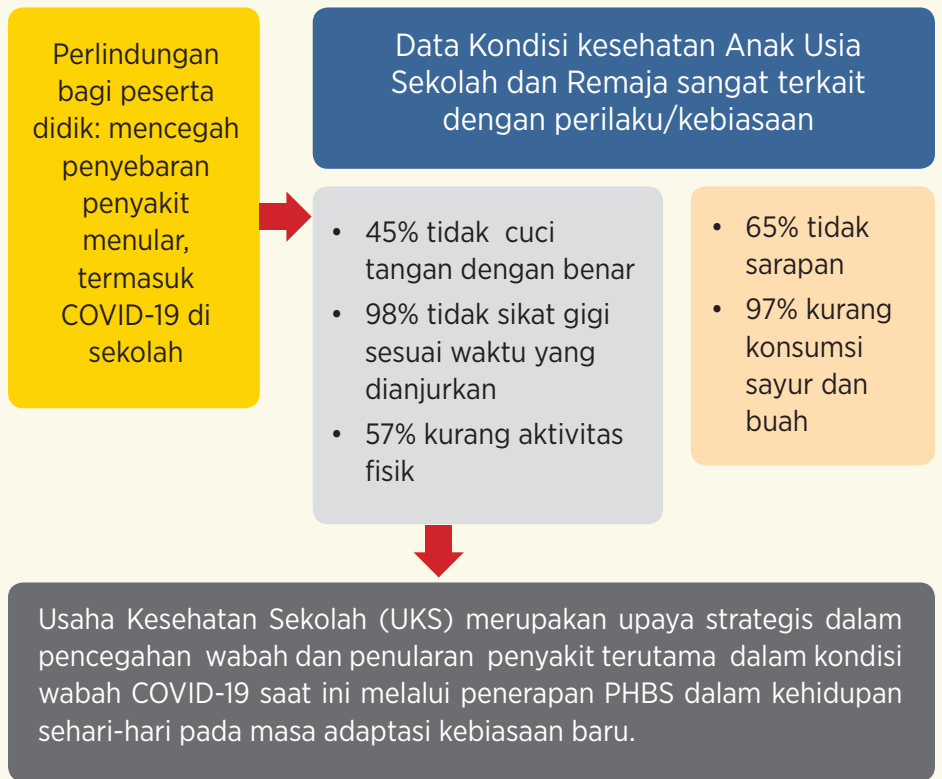 Perlindungan
bagi peserta
didik: mencegah
penyebaran
penyakit
menular,
termasuk
COVID-19 di
sekolah
Data Kondisi kesehatan Anak Usia
Sekolah dan Remaja sangat terkait
dengan perilaku/kebiasaan
• 45% tidak cuci
tangan dengan benar
• 98% tidak sikat gigi
sesuai waktu yang
dianjurkan
• 57% kurang aktivitas
fisik
• 65% tidak
sarapan
• 97% kurang
konsumsi
sayur dan
buah
Usaha Kesehatan Sekolah (UKS) merupakan upaya strategis dalam
pencegahan wabah dan penularan penyakit terutama dalam kondisi
wabah COVID-19 saat ini melalui penerapan PHBS dalam kehidupan
sehari-hari pada masa adaptasi kebiasaan baru.